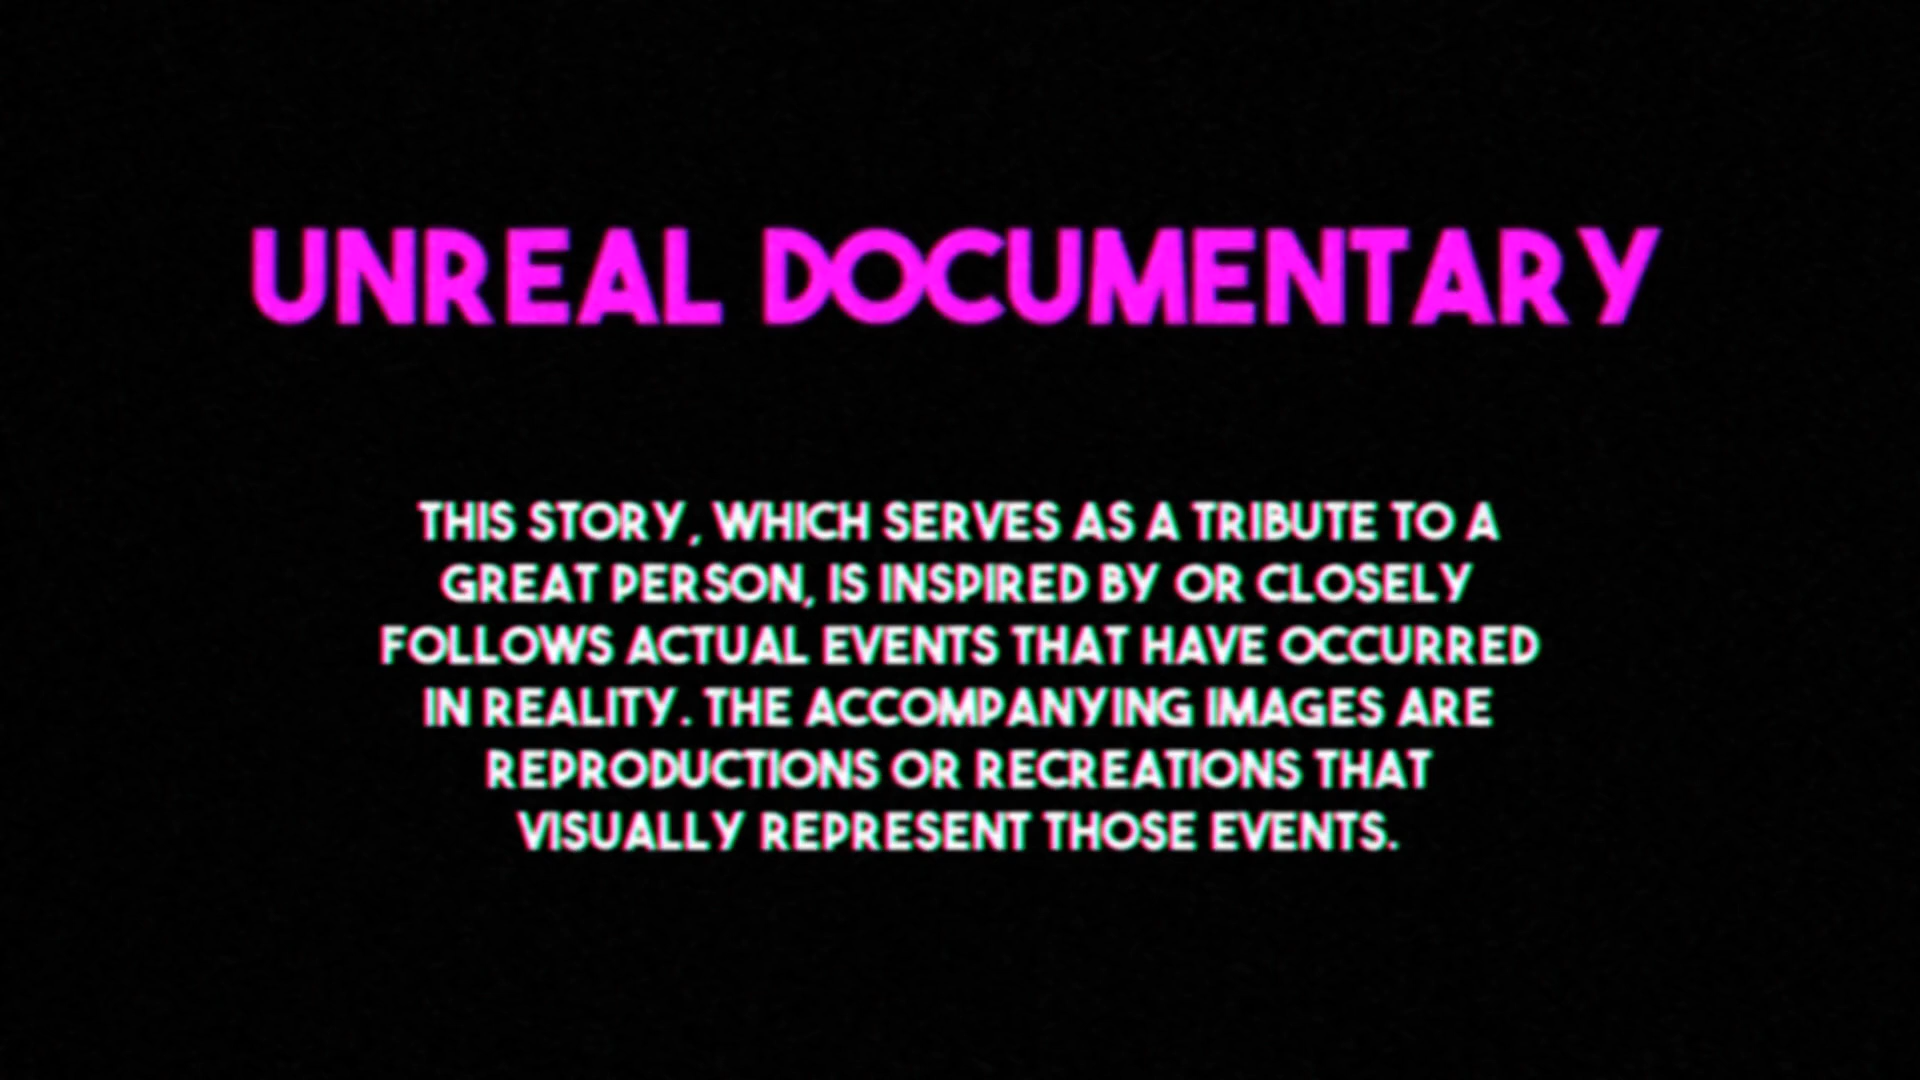 UNREAL DOCUMENTARY
THIS STORY, WHICH SERVES AS A TRIBUTE TO A
GREAT PERSON, IS INSPIRED BY OR CLOSELY
FOLLOWS ACTUAL EVENTS THAT HAVE OCCURRED
IN REALITY. THE ACCOMPANYING IMAGES ARE
REPRODUCTIONS OR RECREATIONS THAT
VISUALLY REPRESENT THOSE EVENTS.